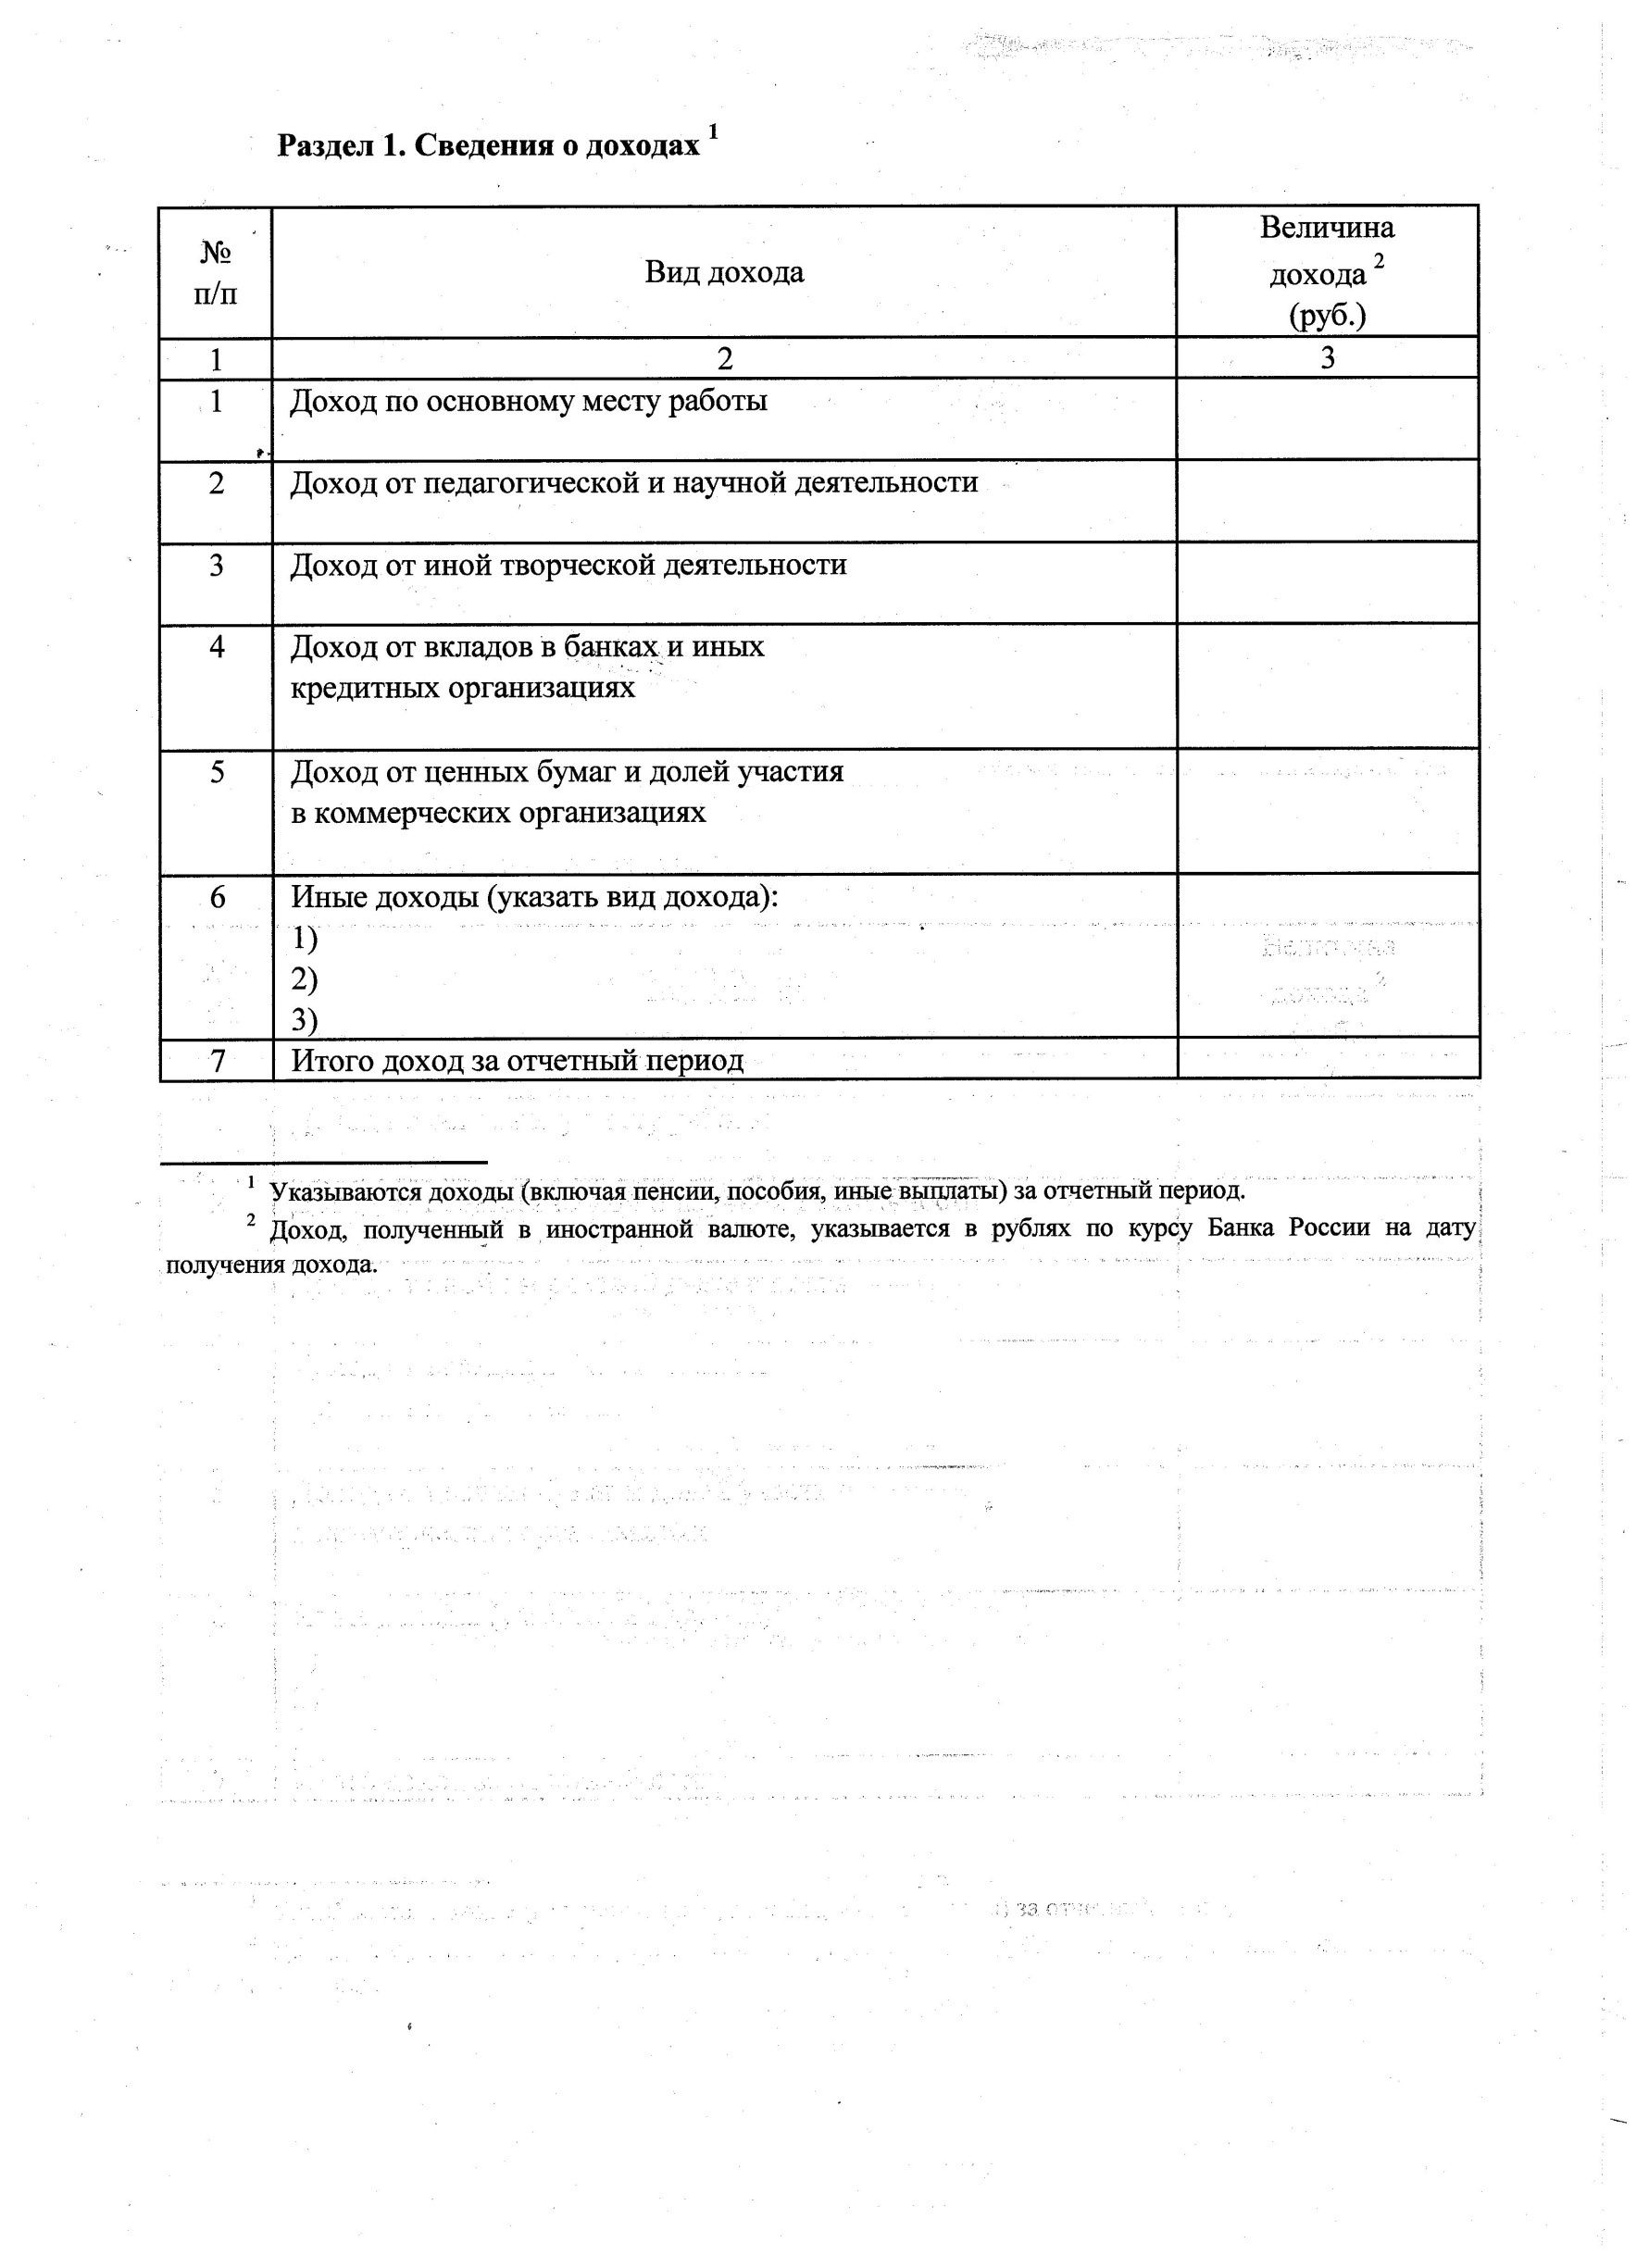 Раздел 1. Сведения о доходах 1
№
п/п
Вид дохода
Величина
дохода 2
(руб.)
1 2 3
1 Доход по основному месту работы
2 Доход от педагогической и научной деятельности
3 Доход от иной творческой деятельности
4 Доход от вкладов в банках и иных
кредитных организациях
5 Доход от ценных бумаг и долей участия
в коммерческих организациях
6 Иные доходы (указать вид дохода):
1)
2)
3)
7 Итого доход за отчетный период
1 Указываются доходы (включая пенсии, пособия, иные выплаты) за отчетный период.
2 Доход, полученный в иностранной валюте, указывается в рублях по курсу Банка России на дату
получения дохода.